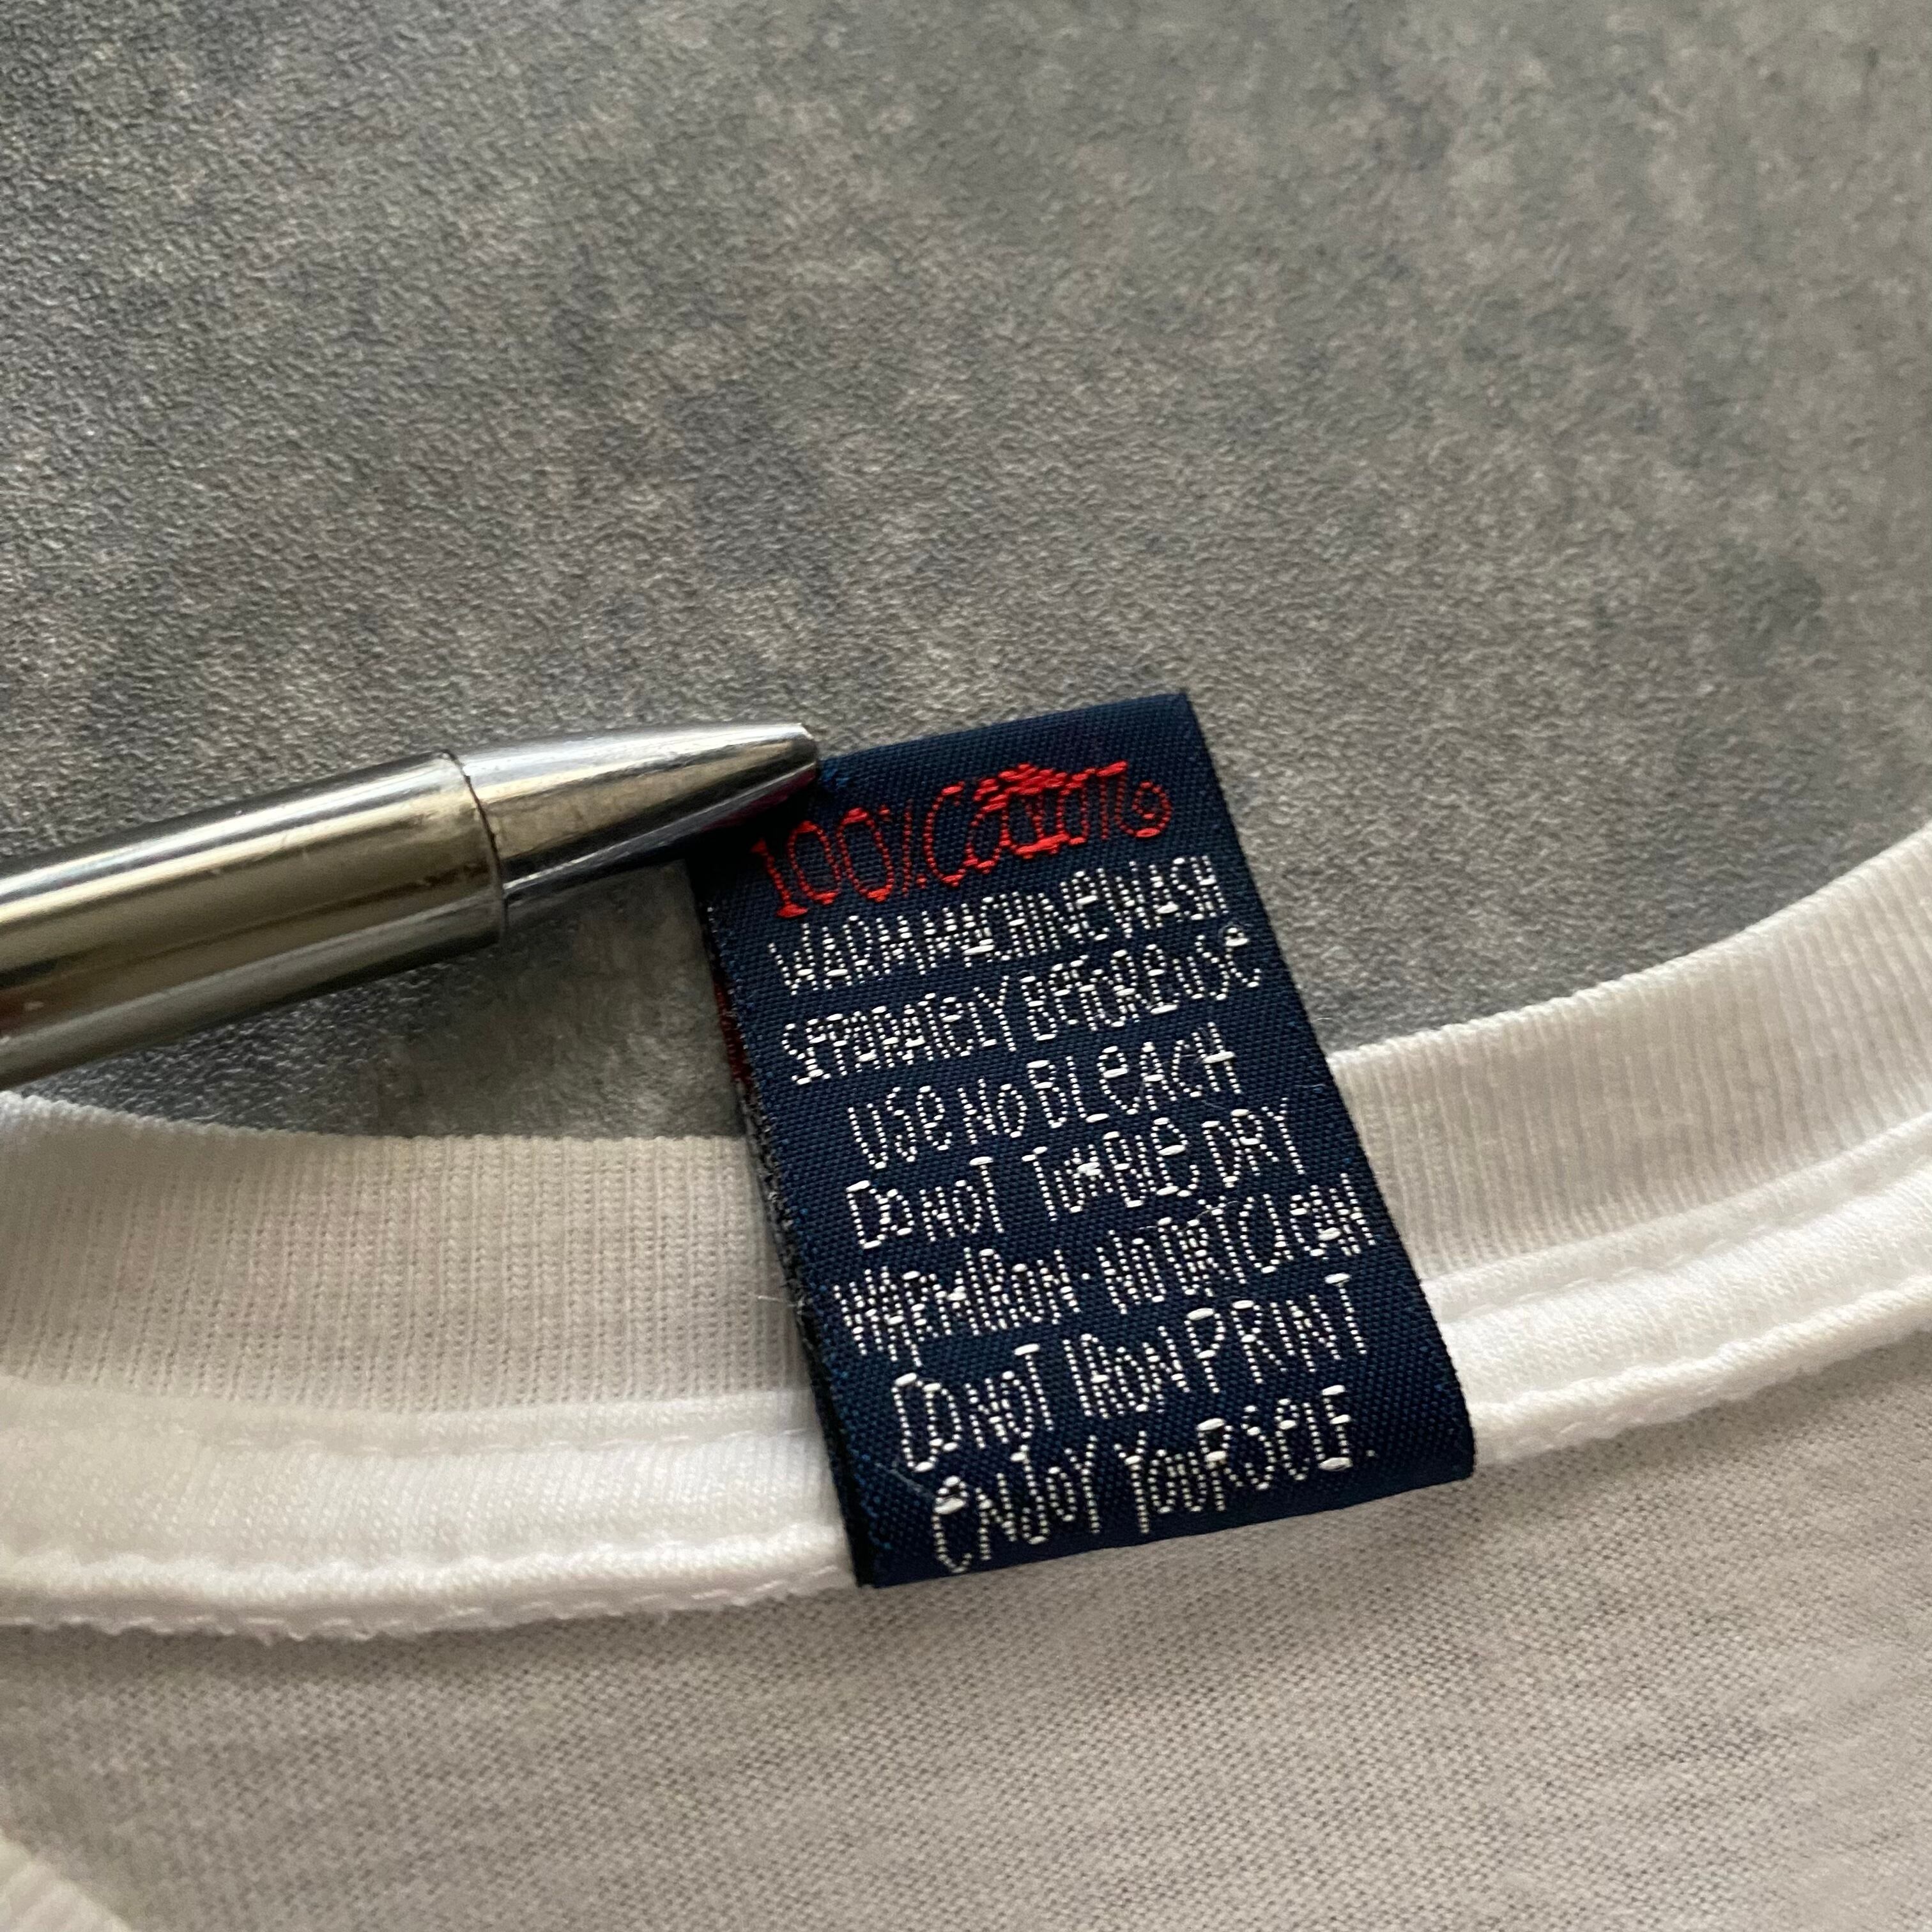 100% Cotton
WARM MACHINE WASH
SEPARATELY BEFORE USE
USE NO BLEACH
DO NOT TUMBLE DRY
WARM IRON · NO DRY CLEAN
DO NOT IRON PRINT
ENJOY YOURSELF.